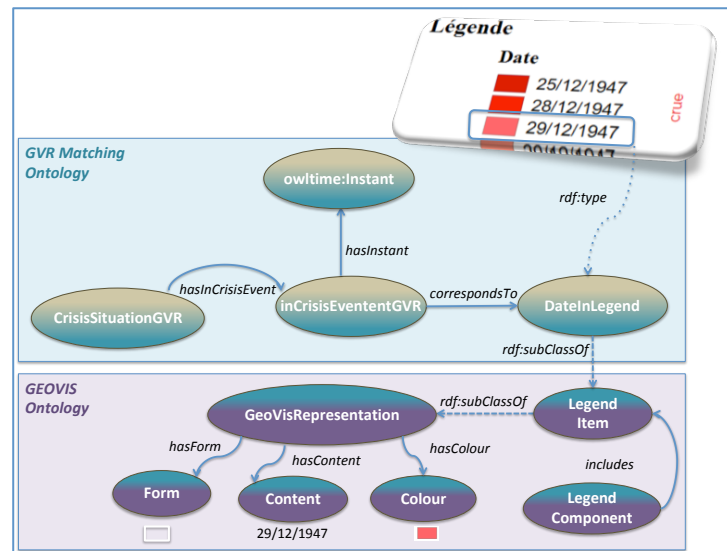 Légende
Date
25/12/1947
28/12/1947
29/12/1947
crue
GVR Matching
Ontology
owltime:Instant
rdf:type
hasInstant
hasInCrisisEvent
CrisisSituationGVR
inCrisisEvententGVR
correspondsTo
DateInLegend
rdf:subClassOf
GEOVIS
Ontology
GeoVisRepresentation
rdf:subClassOf
Legend
Item
hasForm
hasContent
hasColour
includes
Form
Content
Colour
Legend
Component
29/12/1947